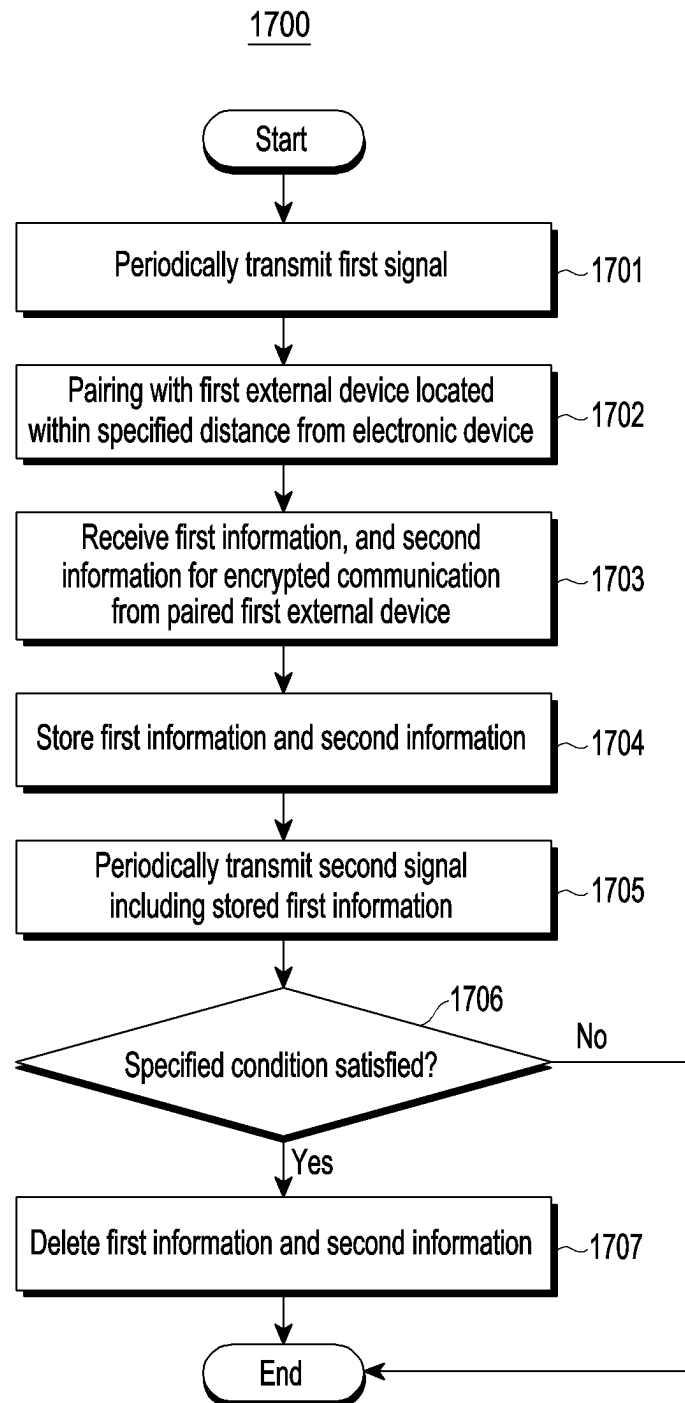 1700
Start
Periodically transmit first signal
1701
Pairing with first external device located
within specified distance from electronic device
1702
Receive first information, and second
information for encrypted communication
from paired first external device
1703
Store first information and second information
1704
Periodically transmit second signal
including stored first information
1705
1706
Specified condition satisfied?
No
Yes
Delete first information and second information
1707
End